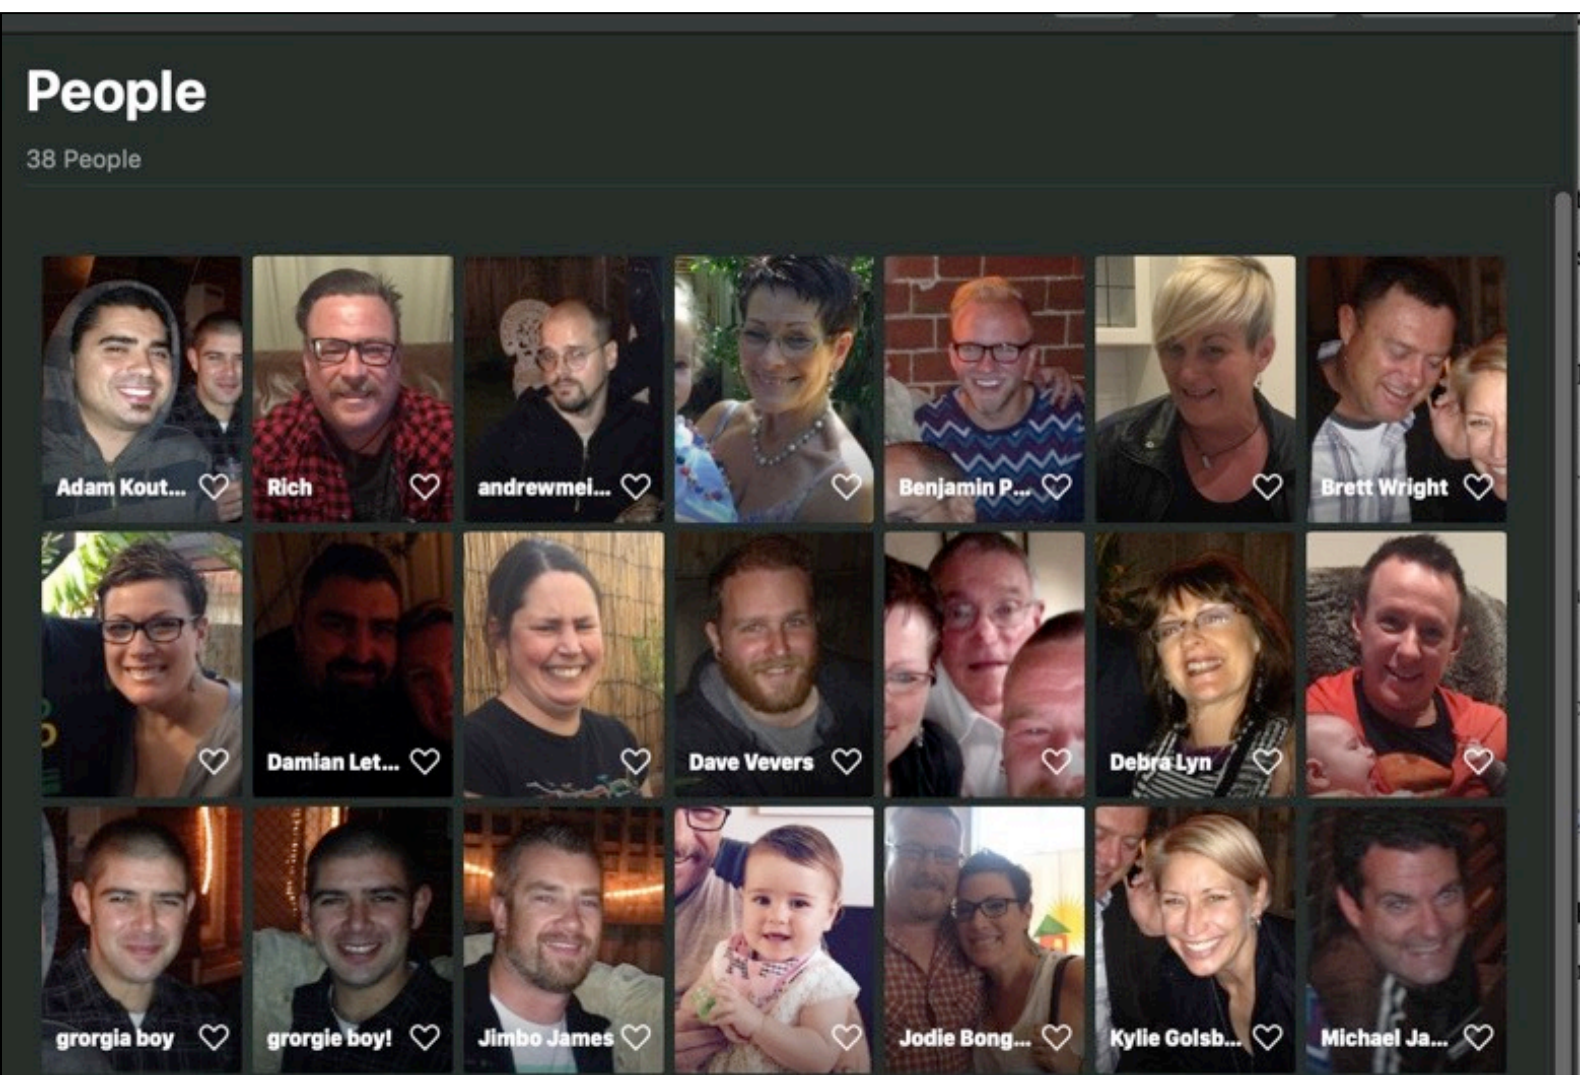 People
38 People
Adam Kout...
Rich
andrewmei...
Benjamin P...
Brett Wright
Damian Let...
Dave Vevers
Debra Lyn
grorgia boy
grorgie boy!
Jimbo James
Jodie Bong...
Kylie Golsb...
Michael Ja...